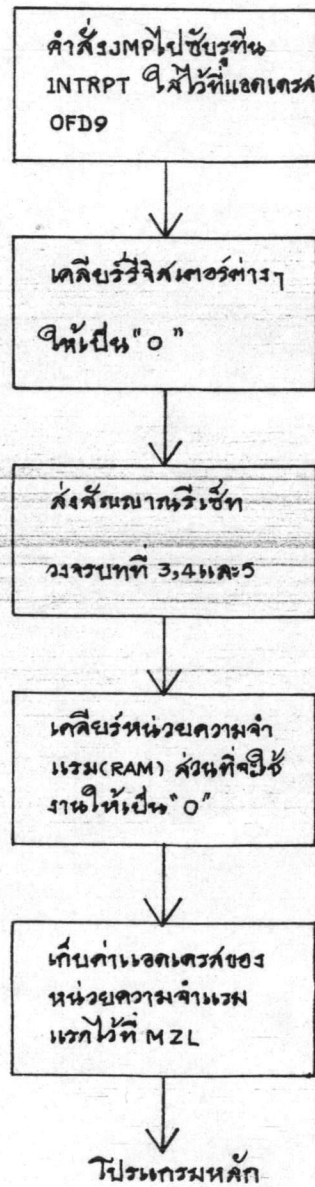 คำสั่งJMPไปซับรูทีน
INTRPT ใส่ไว้ที่แอดเดรส
OFD9
เคลียร์รีจิสเตอร์ต่างๆ
ให้เป็น"0"
ส่งสัญญาณรีเซ็ท
วงจรบทที่ 3,4และ5
เคลียร์หน่วยความจำ
แรม(RAM) ส่วนที่จะใช้
งานให้เป็น"0"
เก็บค่าแอดเดรสของ
หน่วยความจำแรม
แรกไว้ที่ MZL
โปรแกรมหลัก